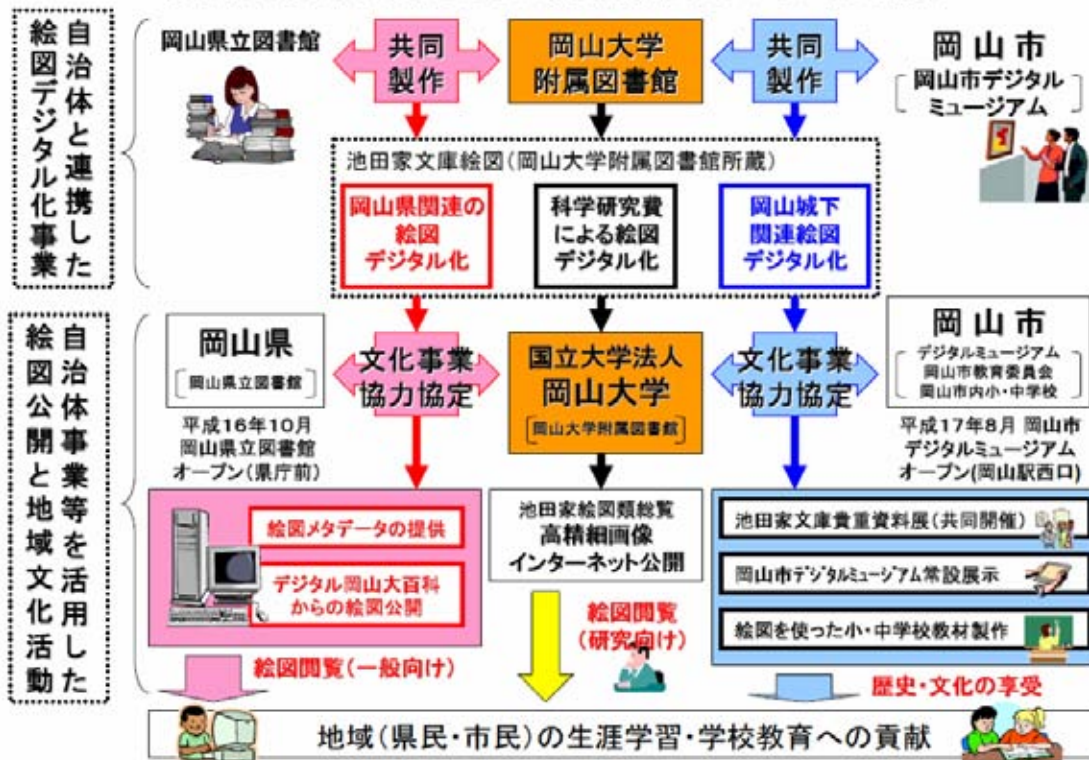 自治体と連携した
絵図デジタル化事業
岡山県立図書館
共同
製作
岡山大学
附属図書館
共同
製作
岡山市
岡山市デジタル
ミュージアム
池田家文庫絵図(岡山大学附属図書館所蔵)
岡山県関連の
絵図
デジタル化
科学研究費
による絵図
デジタル化
岡山城下
関連絵図
デジタル化
自治体事業等を活用した
絵図公開と地域文化活動
岡山県
[岡山県立図書館]
平成16年10月
岡山県立図書館
オープン(県庁前)
文化事業
協力協定
国立大学法人
岡山大学
[岡山大学附属図書館]
文化事業
協力協定
岡山市
デジタルミュージアム
岡山市教育委員会
岡山市内小・中学校
平成17年8月 岡山市
デジタルミュージアム
オープン(岡山駅西口)
絵図メタデータの提供
デジタル岡山大百科
からの絵図公開
池田家絵図類総覧
高精細画像
インターネット公開
池田家文庫貴重資料展(共同開催)
岡山市デジタルミュージアム常設展示
絵図を使った小・中学校教材製作
絵図閲覧(一般向け)
絵図閲覧
(研究向け)
歴史・文化の享受
地域(県民・市民)の生涯学習・学校教育への貢献